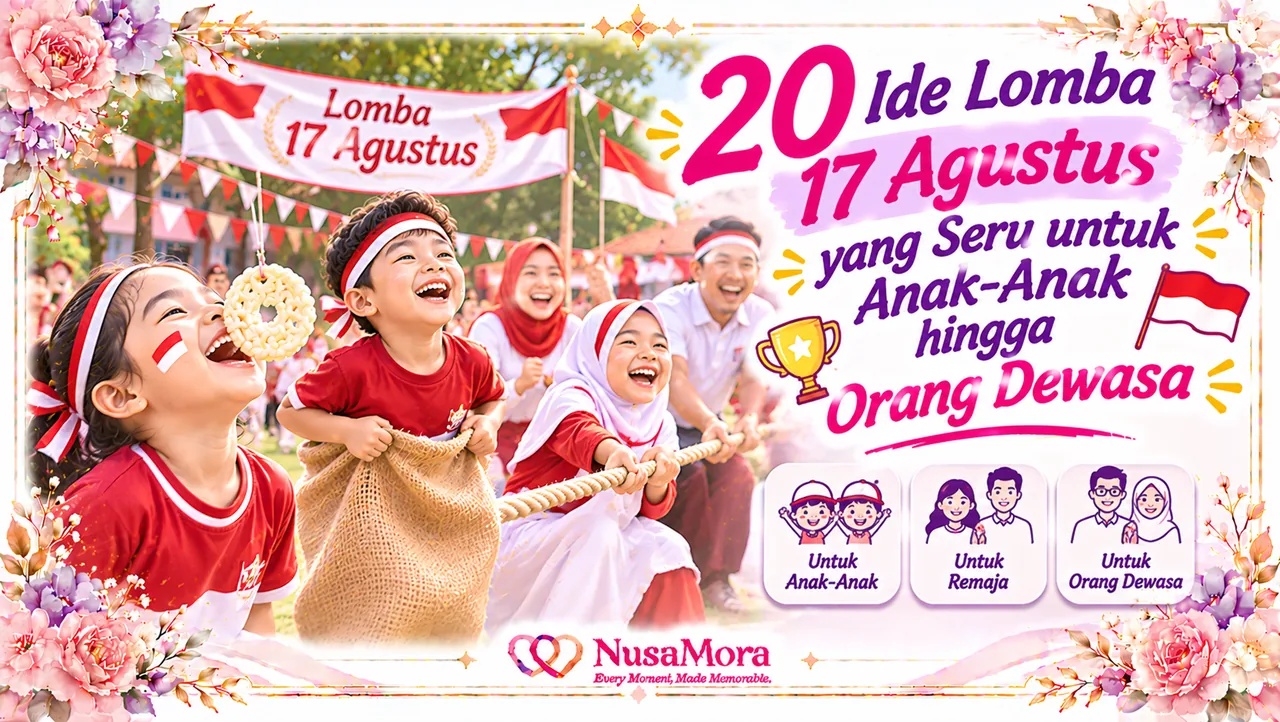 Lomba
17 Agustus
20 Ide Lomba
17 Agustus
yang Seru untuk
Anak-Anak
hingga
Orang Dewasa
Untuk
Anak-Anak
Untuk
Remaja
Untuk
Orang Dewasa
NusaMora
Every Moment, Made Memorable.